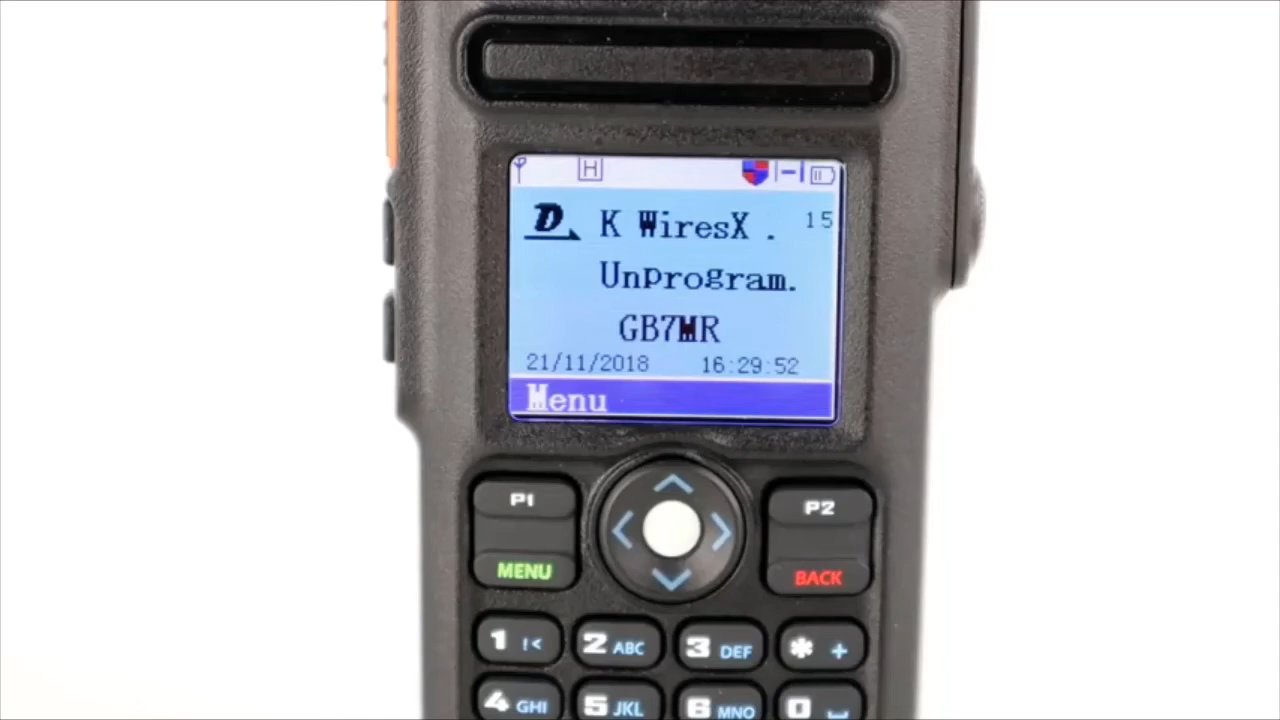 H
D K WiresX . 15
Unprogram.
GB7MR
21/11/2018 16:29:52
Menu
P1 P2
MENU BACK
1 !< 2 ABC 3 DEF * +
4 GHI 5 JKL 6 MNO 0 ⎵